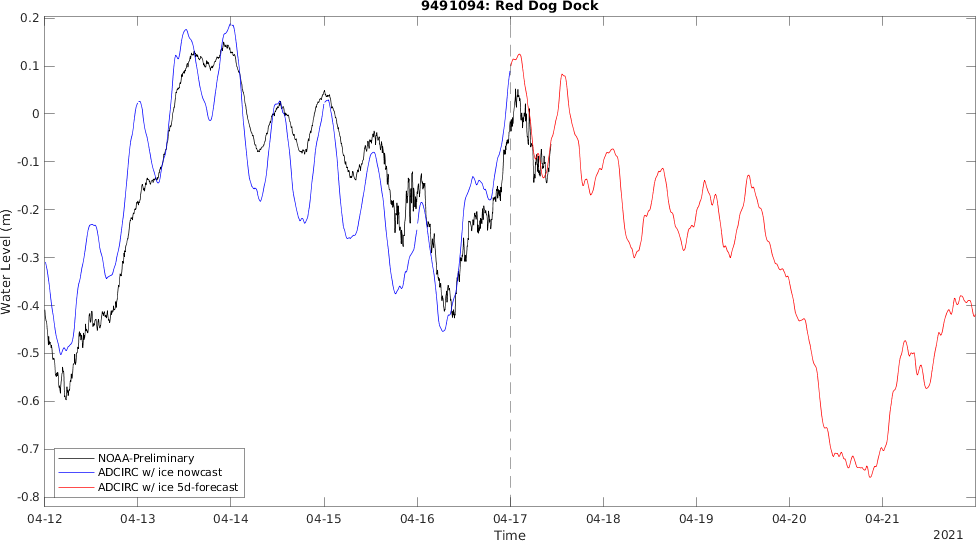 9491094: Red Dog Dock
0.2
0.1
0
-0.1
-0.2
-0.3
-0.4
-0.5
-0.6
-0.7
-0.8
Water Level (m)
NOAA-Preliminary
ADCIRC w/ ice nowcast
ADCIRC w/ ice 5d-forecast
04-12 04-13 04-14 04-15 04-16 04-17 04-18 04-19 04-20 04-21
Time
2021